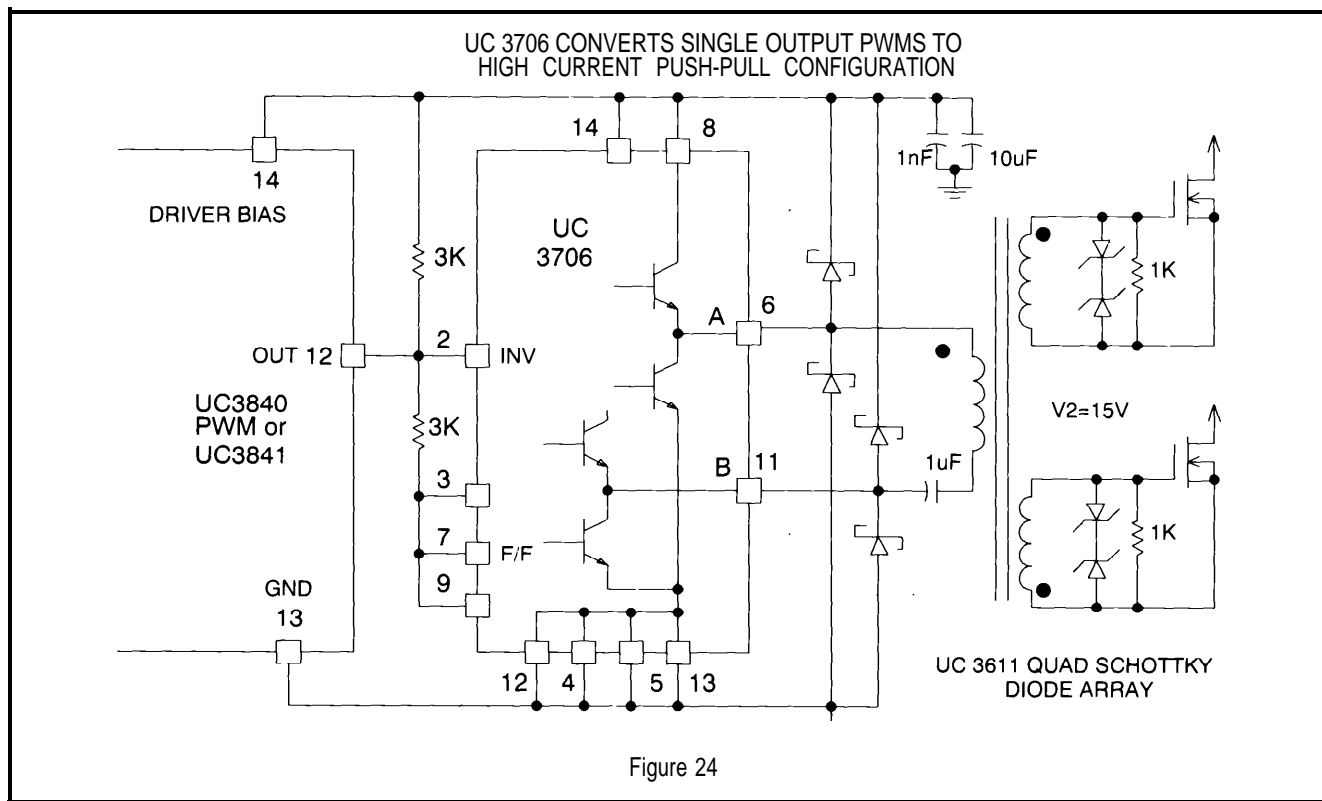 UC 3706 CONVERTS SINGLE OUTPUT PWMS TO
HIGH CURRENT PUSH-PULL CONFIGURATION
14
8
1nF
10uF
14
DRIVER BIAS
UC
3706
3K
1K
A
6
OUT 12
2
INV
UC3840
PWM or
UC3841
3K
V2=15V
B
11
1uF
3
7
F/F
1K
9
GND
13
12
4
5
13
UC 3611 QUAD SCHOTTKY
DIODE ARRAY
Figure 24